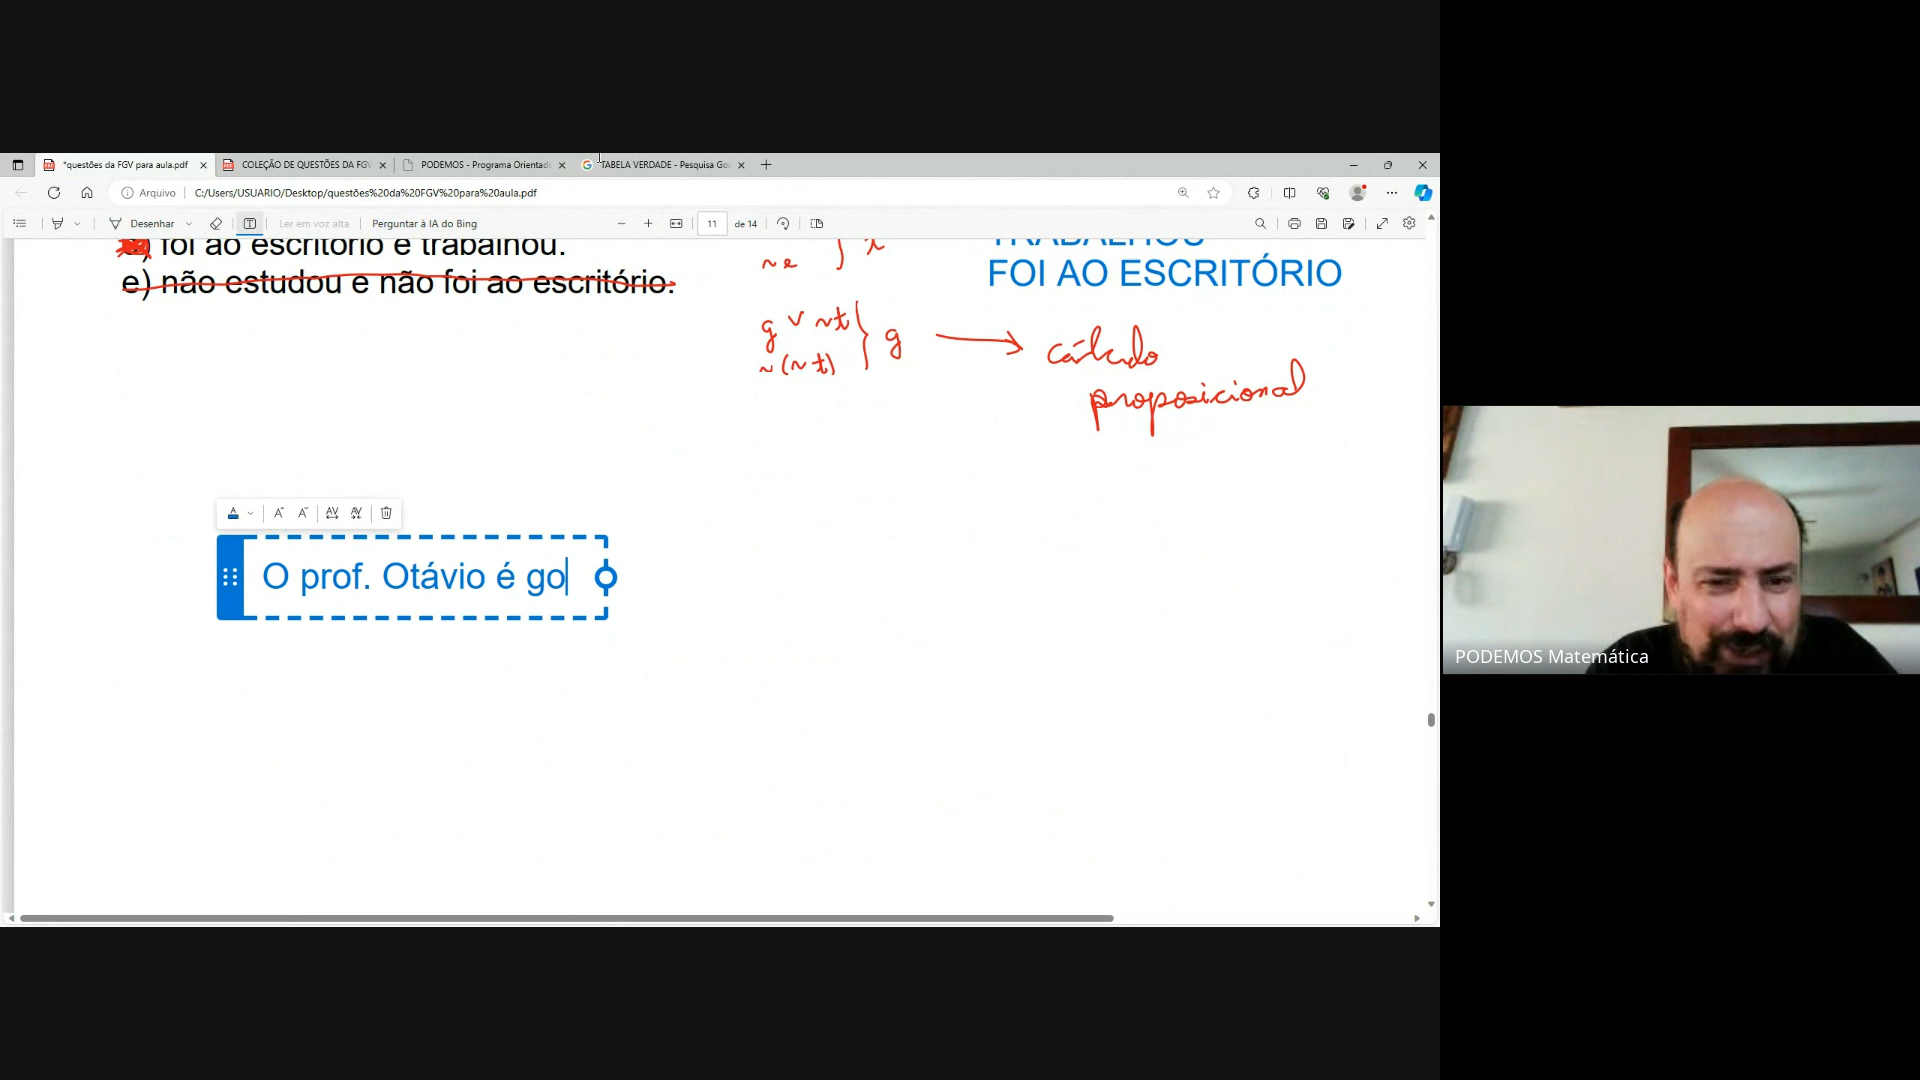 *questões da FGV para aula.pdf
COLEÇÃO DE QUESTÕES DA FGV
PODEMOS - Programa Orientad
TABELA VERDADE - Pesquisa Go
Arquivo
C:/Users/USUARIO/Desktop/questões%20da%20FGV%20para%20aula.pdf
Desenhar
Ler em voz alta
Perguntar à IA do Bing
11
de 14
foi ao escritório e trabalhou.
e) não estudou e não foi ao escritório.
~e } t
TRABALHOU
FOI AO ESCRITÓRIO
g v ~t
~(~t) } g → cálculo
proposicional
O prof. Otávio é go
PODEMOS Matemática